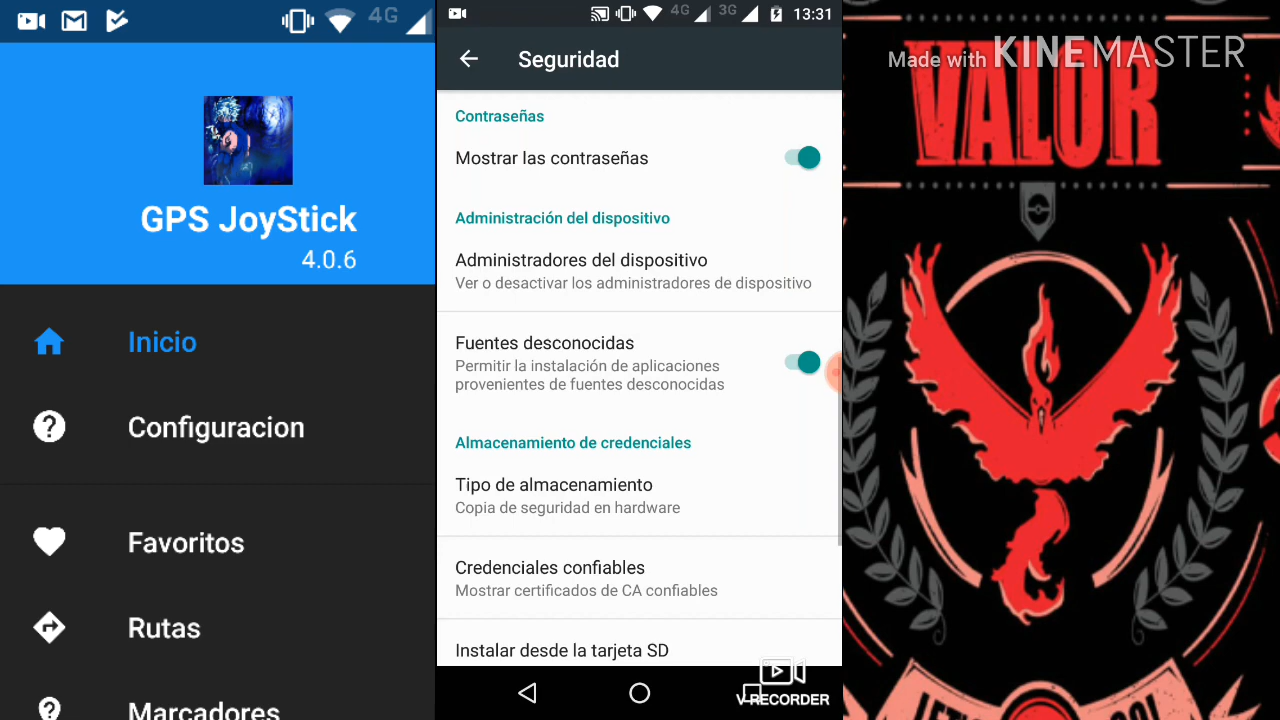 4G
GPS JoyStick
4.0.6
Inicio
Configuracion
Favoritos
Rutas
Marcadores
4G 3G 13:31
Seguridad
Contraseñas
Mostrar las contraseñas
Administración del dispositivo
Administradores del dispositivo
Ver o desactivar los administradores de dispositivo
Fuentes desconocidas
Permitir la instalación de aplicaciones
provenientes de fuentes desconocidas
Almacenamiento de credenciales
Tipo de almacenamiento
Copia de seguridad en hardware
Credenciales confiables
Mostrar certificados de CA confiables
Instalar desde la tarjeta SD
V RECORDER
Made with KINEMASTER
VALOR